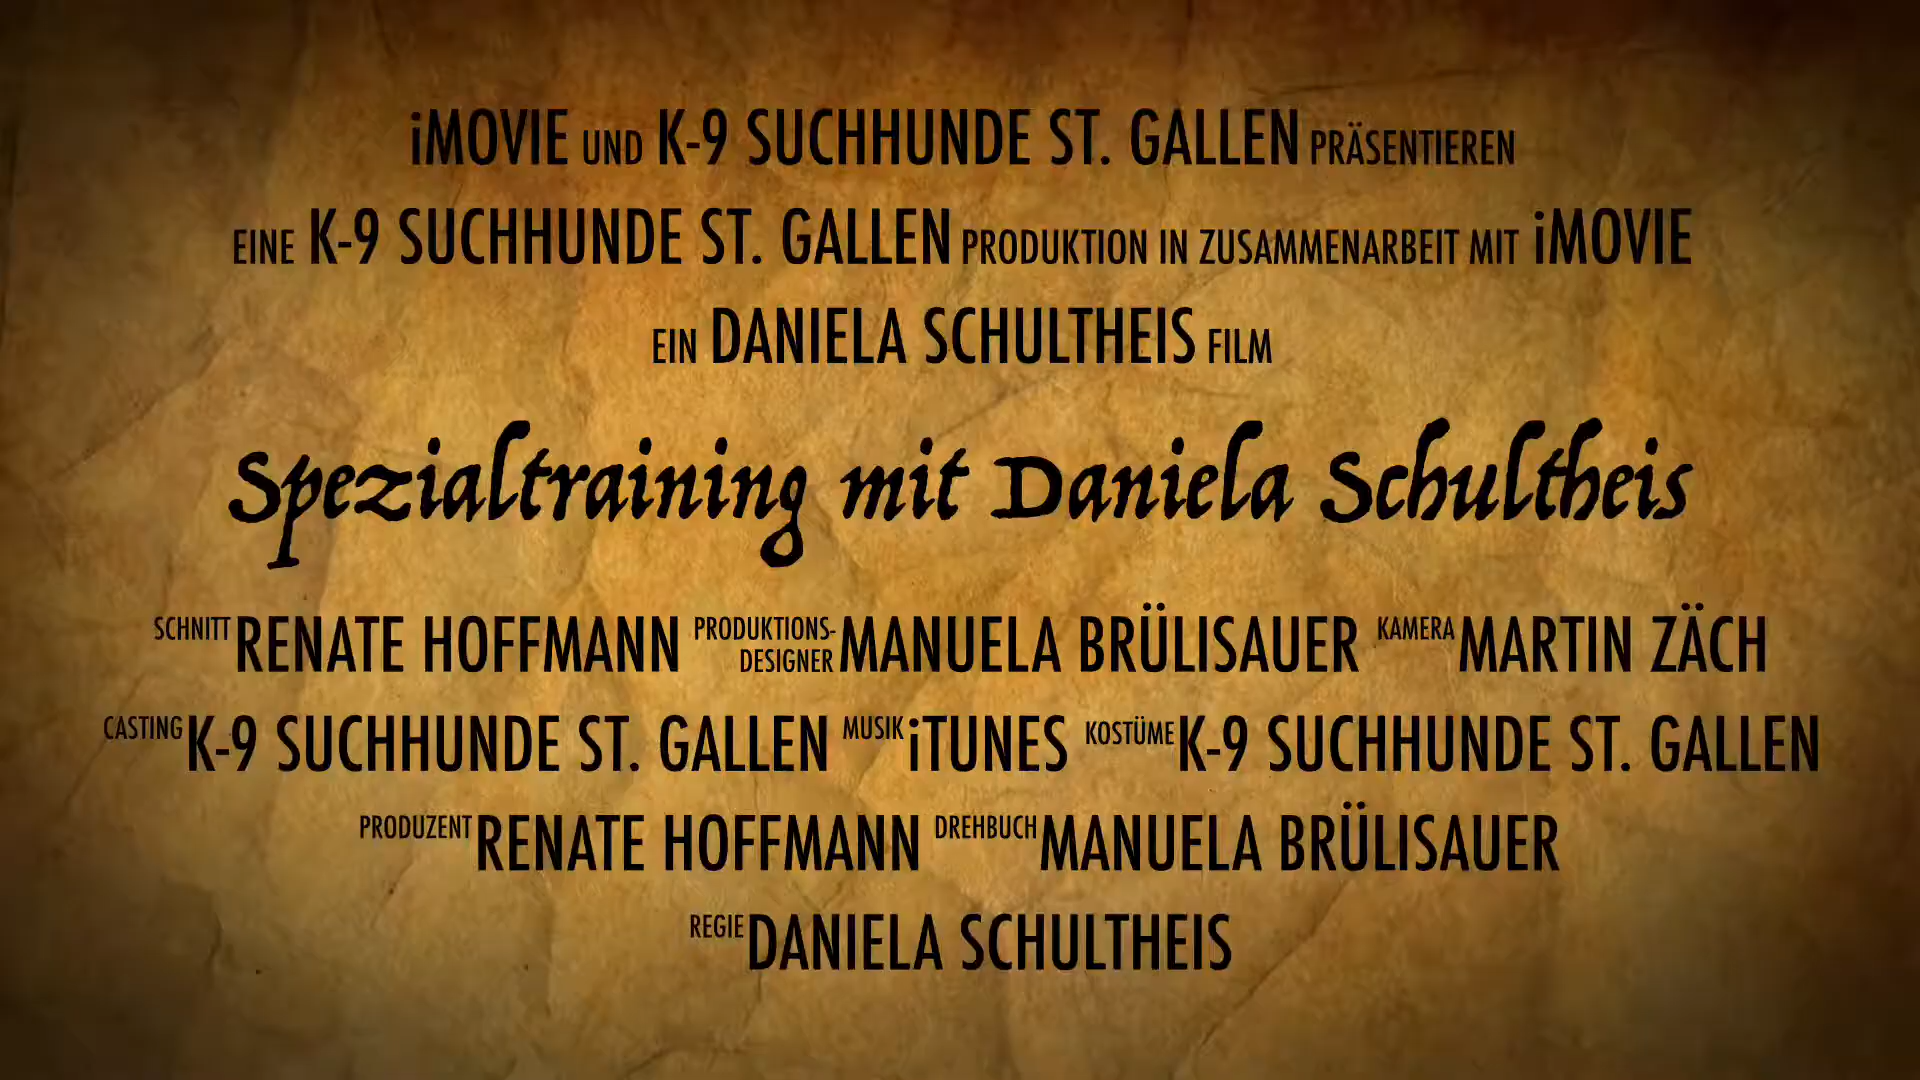 iMOVIE UND K-9 SUCHHUNDE ST. GALLEN PRÄSENTIEREN
EINE K-9 SUCHHUNDE ST. GALLEN PRODUKTION IN ZUSAMMENARBEIT MIT iMOVIE
EIN DANIELA SCHULTHEIS FILM
Spezialtraining mit Daniela Schultheis
SCHNITT RENATE HOFFMANN PRODUKTIONS-DESIGNER MANUELA BRÜLISAUER KAMERA MARTIN ZÄCH
CASTING K-9 SUCHHUNDE ST. GALLEN MUSIK iTUNES KOSTÜME K-9 SUCHHUNDE ST. GALLEN
PRODUZENT RENATE HOFFMANN DREHBUCH MANUELA BRÜLISAUER
REGIE DANIELA SCHULTHEIS